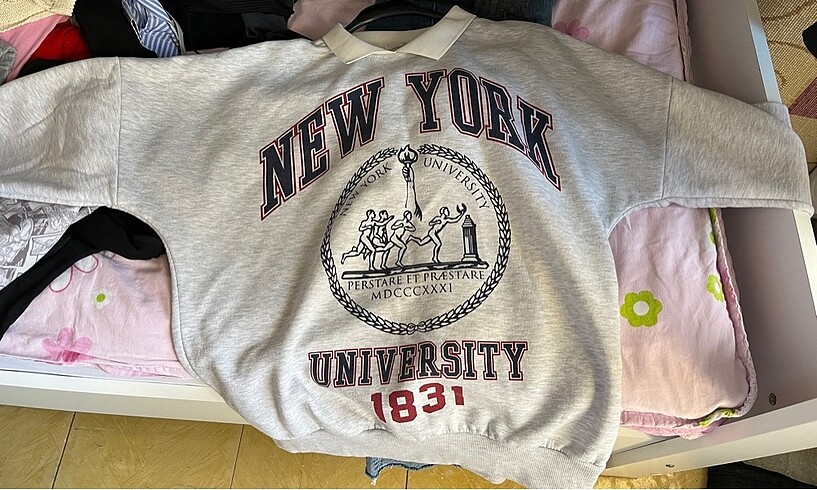 NEW YORK
NEW YORK UNIVERSITY
PERSTARE ET PRÆSTARE
MDCCCXXXI
UNIVERSITY
1831